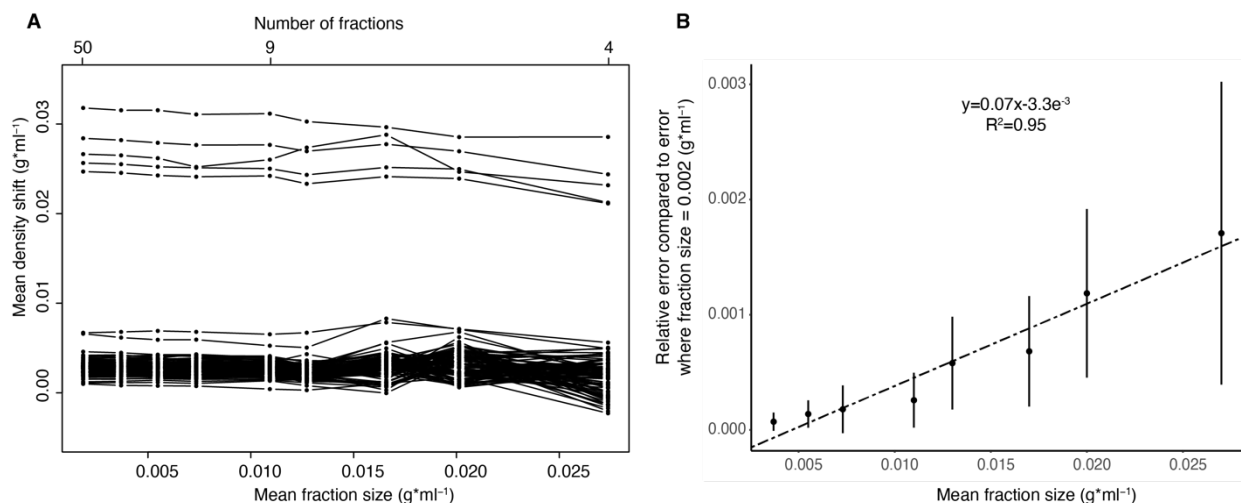 A
Number of fractions
50 9 4
Mean density shift (g*ml⁻¹)
0.03
0.02
0.01
0.00
0.005 0.010 0.015 0.020 0.025
Mean fraction size (g*ml⁻¹)
B
Relative error compared to error
where fraction size = 0.002 (g*ml⁻¹)
0.003
0.002
0.001
0.000
y=0.07x-3.3e⁻³
R²=0.95
0.005 0.010 0.015 0.020 0.025
Mean fraction size (g*ml⁻¹)